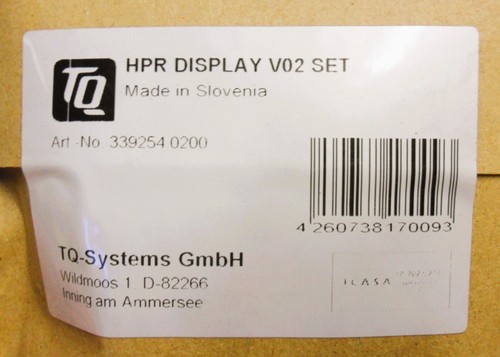 TQ
HPR DISPLAY V02 SET
Made in Slovenia
Art.-No. 339254.0200
4 260738 170093
TQ-Systems GmbH
Wildmoos 1 D-82266
Inning am Ammersee